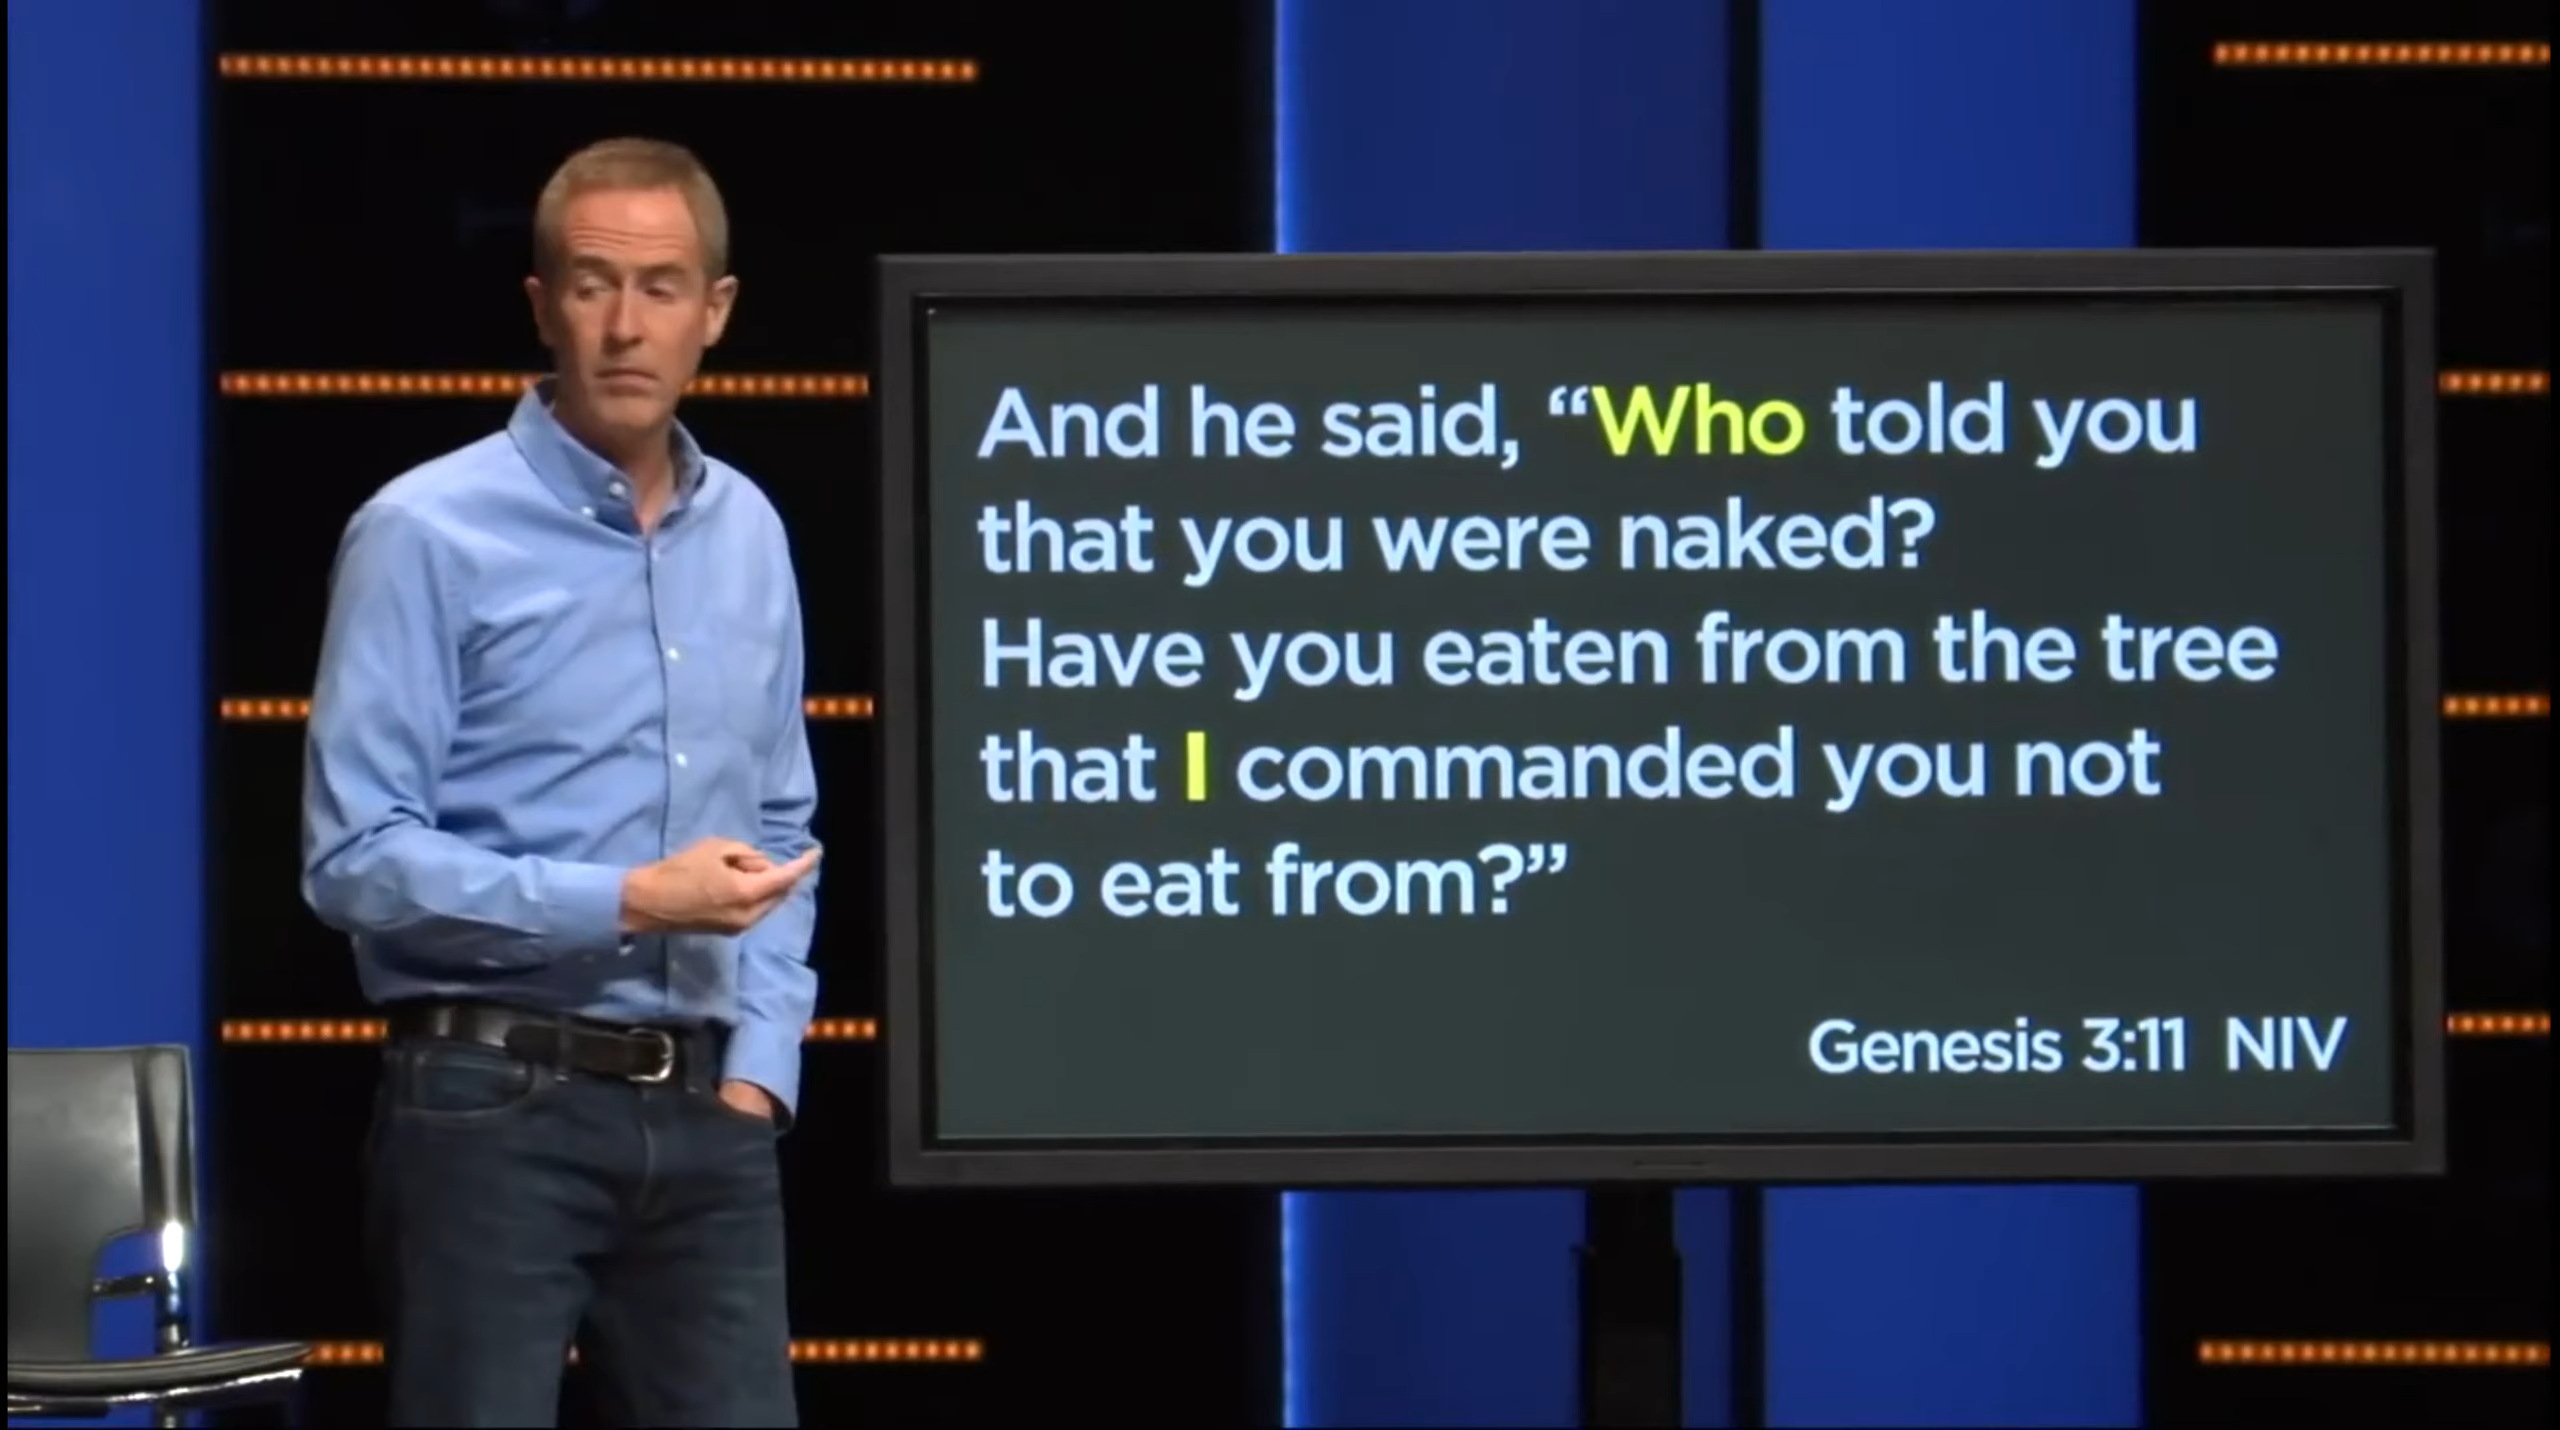 And he said, “Who told you
that you were naked?
Have you eaten from the tree
that I commanded you not
to eat from?”
Genesis 3:11 NIV